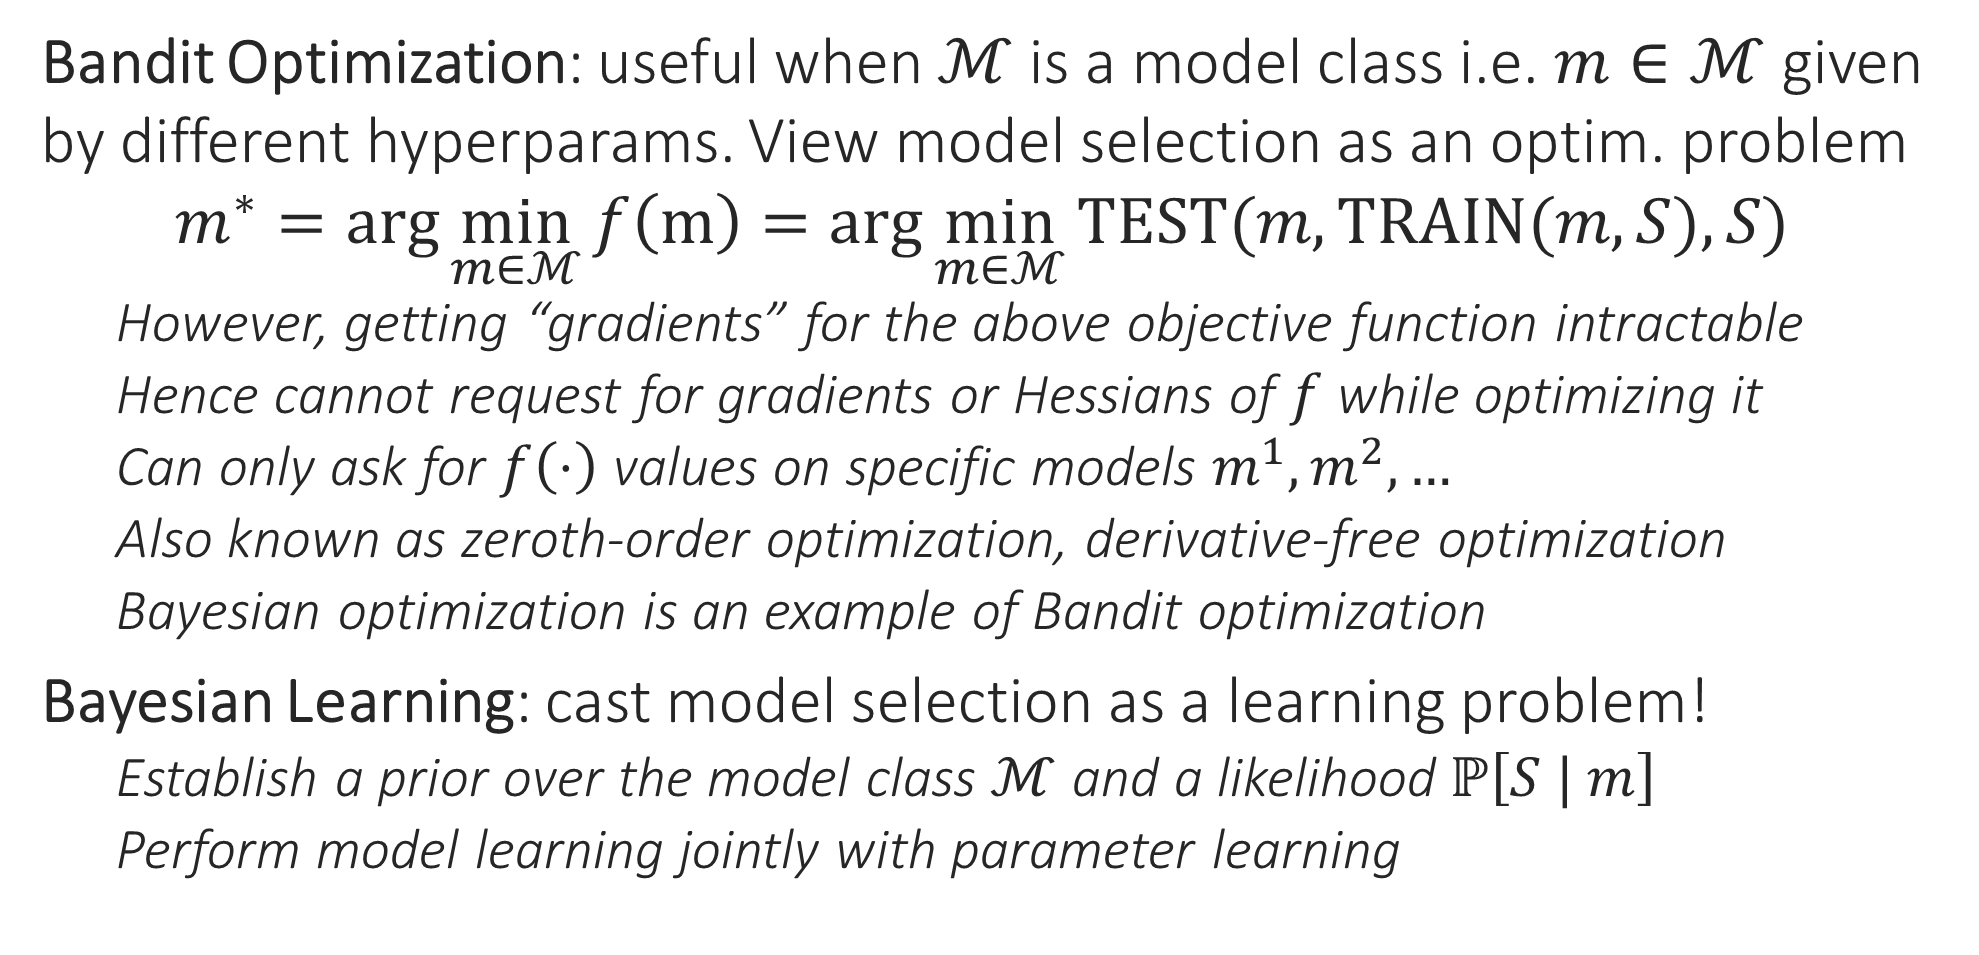 Bandit Optimization: useful when ℳ is a model class i.e. 𝑚 ∈ ℳ given
by different hyperparams. View model selection as an optim. problem
𝑚* = arg min 𝑓(m) = arg min TEST(𝑚, TRAIN(𝑚, 𝑆), 𝑆)
𝑚∈ℳ 𝑚∈ℳ
However, getting “gradients” for the above objective function intractable
Hence cannot request for gradients or Hessians of 𝑓 while optimizing it
Can only ask for 𝑓(·) values on specific models 𝑚¹, 𝑚², …
Also known as zeroth-order optimization, derivative-free optimization
Bayesian optimization is an example of Bandit optimization
Bayesian Learning: cast model selection as a learning problem!
Establish a prior over the model class ℳ and a likelihood ℙ[𝑆 | 𝑚]
Perform model learning jointly with parameter learning